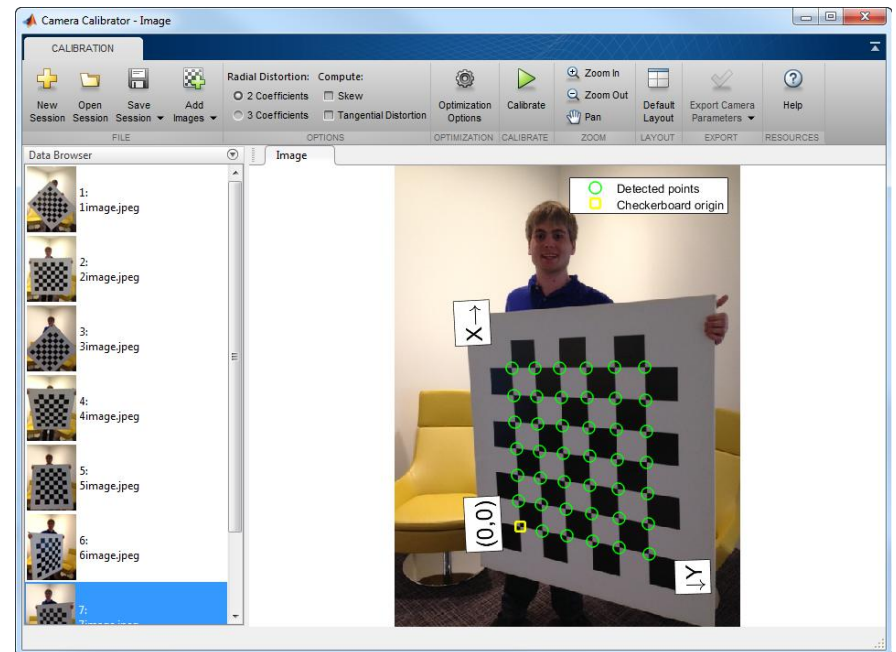 Camera Calibrator - Image
CALIBRATION
Radial Distortion: Compute:
2 Coefficients Skew
3 Coefficients Tangential Distortion
New Session
Open Session
Save Session
Add Images
Optimization Options
Calibrate
Zoom In
Zoom Out
Pan
Default Layout
Export Camera Parameters
Help
FILE OPTIONS OPTIMIZATION CALIBRATE ZOOM LAYOUT EXPORT RESOURCES
Data Browser
Image
1:
1image.jpeg
2:
2image.jpeg
3:
3image.jpeg
4:
4image.jpeg
5:
5image.jpeg
6:
6image.jpeg
7:
Detected points
Checkerboard origin
X→
(0,0)
Y→